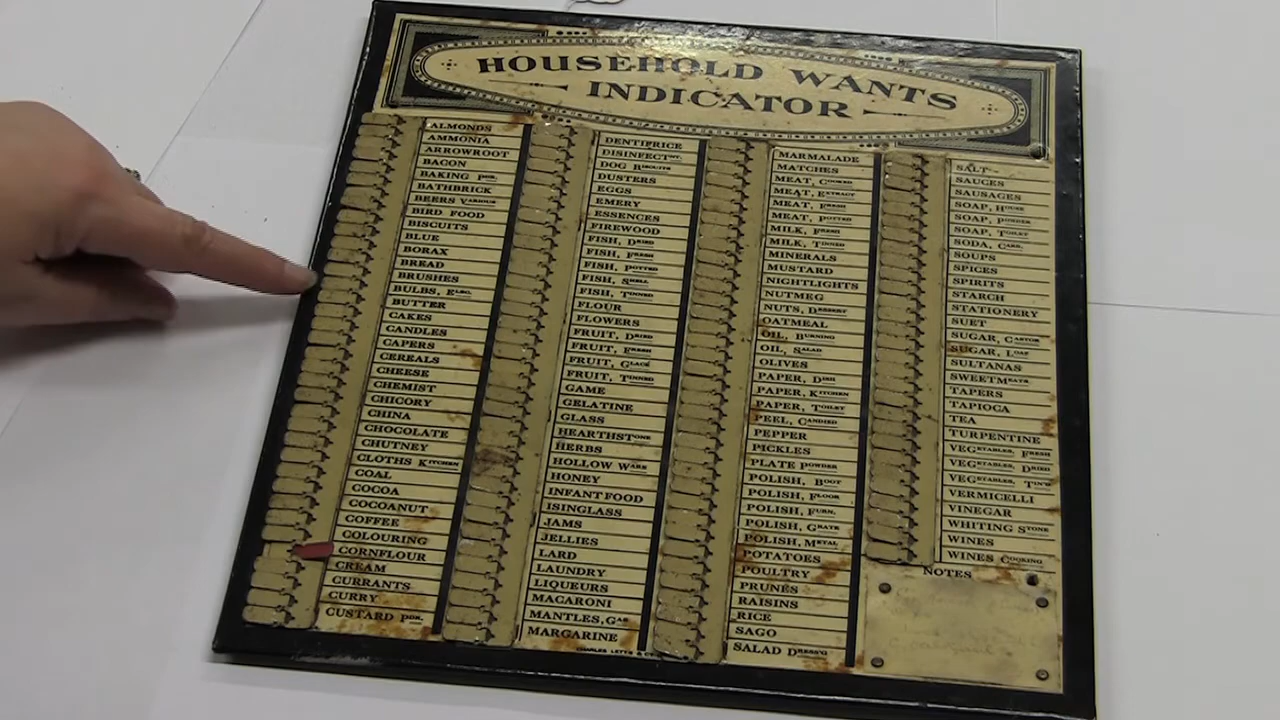 HOUSEHOLD WANTS
INDICATOR
ALMONDS
AMMONIA
ARROWROOT
BACON
BAKING PDR.
BATHBRICK
BEERS VARIOUS
BIRD FOOD
BISCUITS
BLUE
BORAX
BREAD
BRUSHES
BULBS, ELEC.
BUTTER
CAKES
CANDLES
CAPERS
CEREALS
CHEESE
CHEMIST
CHICORY
CHINA
CHOCOLATE
CHUTNEY
CLOTHS KITCHEN
COAL
COCOA
COCOANUT
COFFEE
COLOURING
CORNFLOUR
CREAM
CURRANTS
CURRY
CUSTARD PDR.
DENTIFRICE
DISINFECTNT.
DOG BISCUITS
DUSTERS
EGGS
EMERY
ESSENCES
FIREWOOD
FISH, DRIED
FISH, FRESH
FISH, POTTED
FISH, SHELL
FISH, TINNED
FLOUR
FLOWERS
FRUIT, DRIED
FRUIT, FRESH
FRUIT, GLACÉ
FRUIT, TINNED
GAME
GELATINE
GLASS
HEARTHSTONE
HERBS
HOLLOW WARE
HONEY
INFANT FOOD
ISINGLASS
JAMS
JELLIES
LARD
LAUNDRY
LIQUEURS
MACARONI
MANTLES, GAS
MARGARINE
CHARLES LETTS & CO
MARMALADE
MATCHES
MEAT, COOKED
MEAT, EXTRACT
MEAT, FRESH
MEAT, POTTED
MILK, FRESH
MILK, TINNED
MINERALS
MUSTARD
NIGHTLIGHTS
NUTMEG
NUTS, DESSERT
OATMEAL
OIL, BURNING
OIL, SALAD
OLIVES
PAPER, DISH
PAPER, KITCHEN
PAPER, TOILET
PEEL, CANDIED
PEPPER
PICKLES
PLATE POWDER
POLISH, BOOT
POLISH, FLOOR
POLISH, FURN.
POLISH, GRATE
POLISH, METAL
POTATOES
POULTRY
PRUNES
RAISINS
RICE
SAGO
SALAD DRESS'G
SALT
SAUCES
SAUSAGES
SOAP, HOUSE
SOAP, POWDER
SOAP, TOILET
SODA, CARB.
SOUPS
SPICES
SPIRITS
STARCH
STATIONERY
SUET
SUGAR, CASTOR
SUGAR, LOAF
SULTANAS
SWEETMEATS
TAPERS
TAPIOCA
TEA
TURPENTINE
VEGETABLES, FRESH
VEGETABLES, DRIED
VEGETABLES, TIN'D
VERMICELLI
VINEGAR
WHITING STONE
WINES
WINES COOKING
NOTES